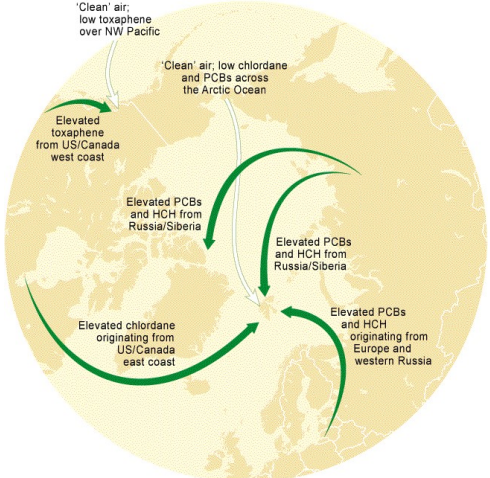 ‘Clean’ air;
low toxaphene
over NW Pacific
‘Clean’ air; low chlordane
and PCBs across
the Arctic Ocean
Elevated
toxaphene
from US/Canada
west coast
Elevated PCBs
and HCH from
Russia/Siberia
Elevated PCBs
and HCH from
Russia/Siberia
Elevated chlordane
originating from
US/Canada
east coast
Elevated PCBs
and HCH
originating from
Europe and
western Russia